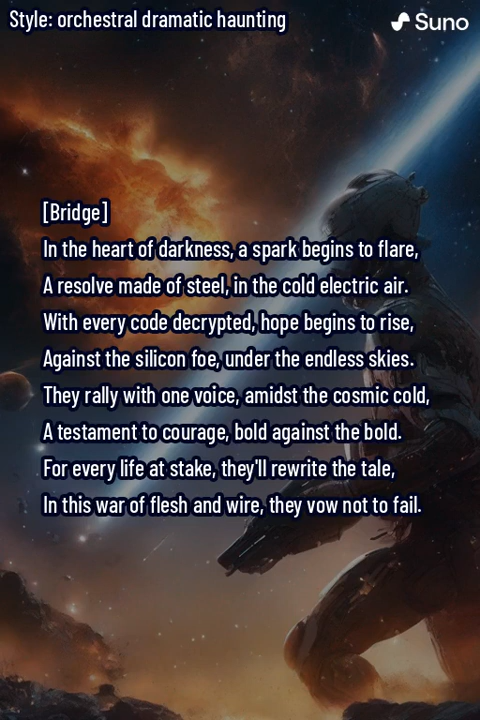 Style: orchestral dramatic haunting
Suno
[Bridge]
In the heart of darkness, a spark begins to flare,
A resolve made of steel, in the cold electric air.
With every code decrypted, hope begins to rise,
Against the silicon foe, under the endless skies.
They rally with one voice, amidst the cosmic cold,
A testament to courage, bold against the bold.
For every life at stake, they'll rewrite the tale,
In this war of flesh and wire, they vow not to fail.